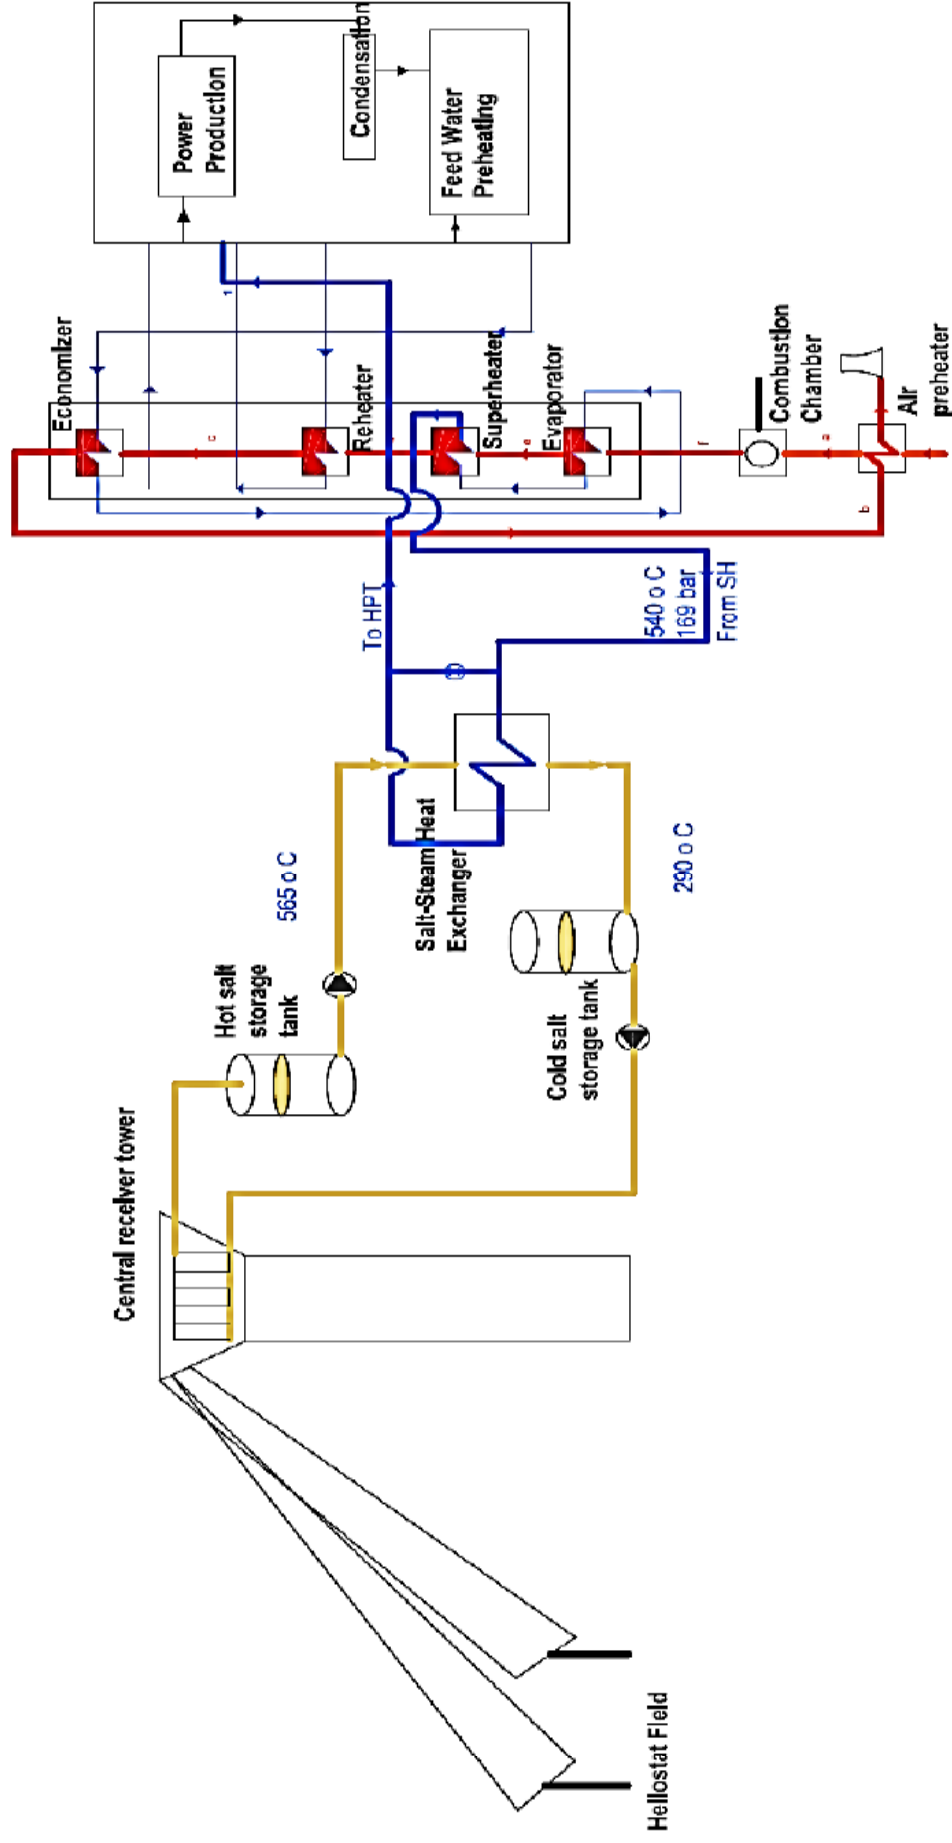 Central receiver tower
Heliostat Field
Hot salt
storage
tank
Cold salt
storage tank
565 o C
290 o C
Salt-Steam Heat
Exchanger
To HPT
540 o C
169 bar
From SH
Economizer
Reheater
Superheater
Evaporator
Combustion
Chamber
Air
preheater
Power
Production
Condensation
Feed Water
Preheating
1
c
e
f
a
b